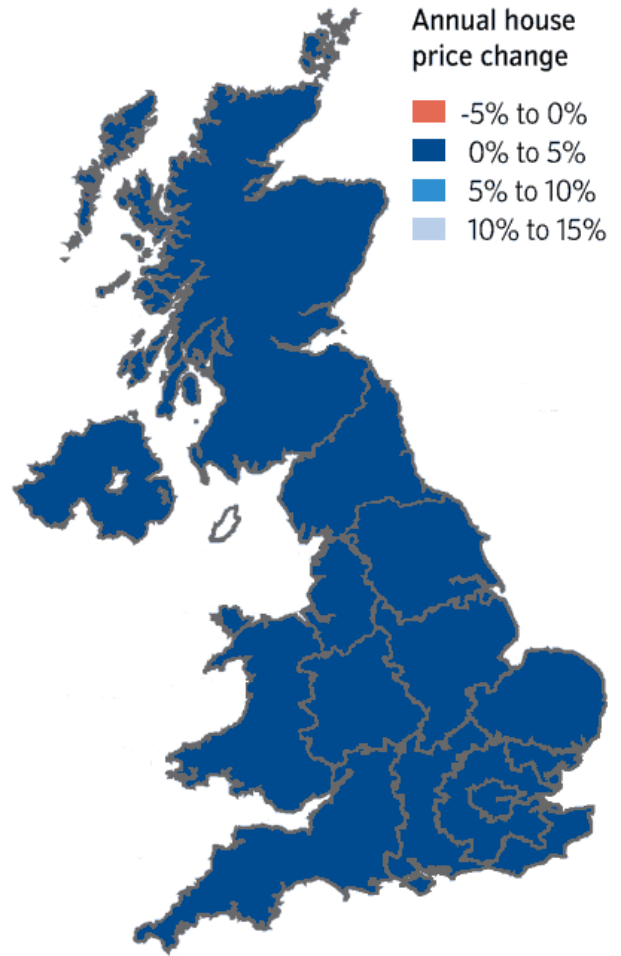 Annual house
price change
-5% to 0%
0% to 5%
5% to 10%
10% to 15%